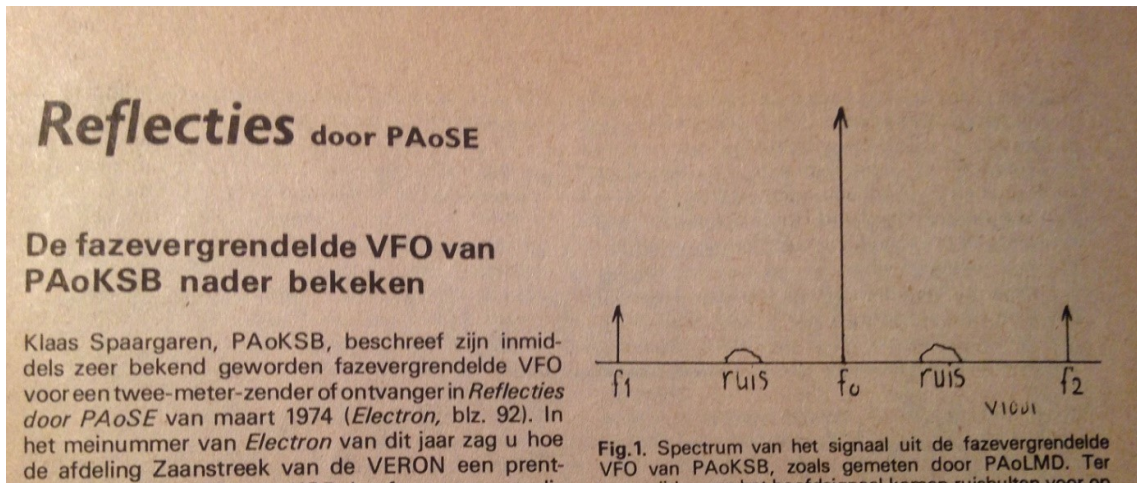 Reflecties door PAoSE
De fazevergrendelde VFO van
PAoKSB nader bekeken
Klaas Spaargaren, PAoKSB, beschreef zijn inmid-
dels zeer bekend geworden fazevergrendelde VFO
voor een twee-meter-zender of ontvanger in Reflecties
door PAoSE van maart 1974 (Electron, blz. 92). In
het meinummer van Electron van dit jaar zag u hoe
de afdeling Zaanstreek van de VERON een prent-
f1 ruis fo ruis f2
Fig.1. Spectrum van het signaal uit de fazevergrendelde
VFO van PAoKSB, zoals gemeten door PAoLMD. Ter